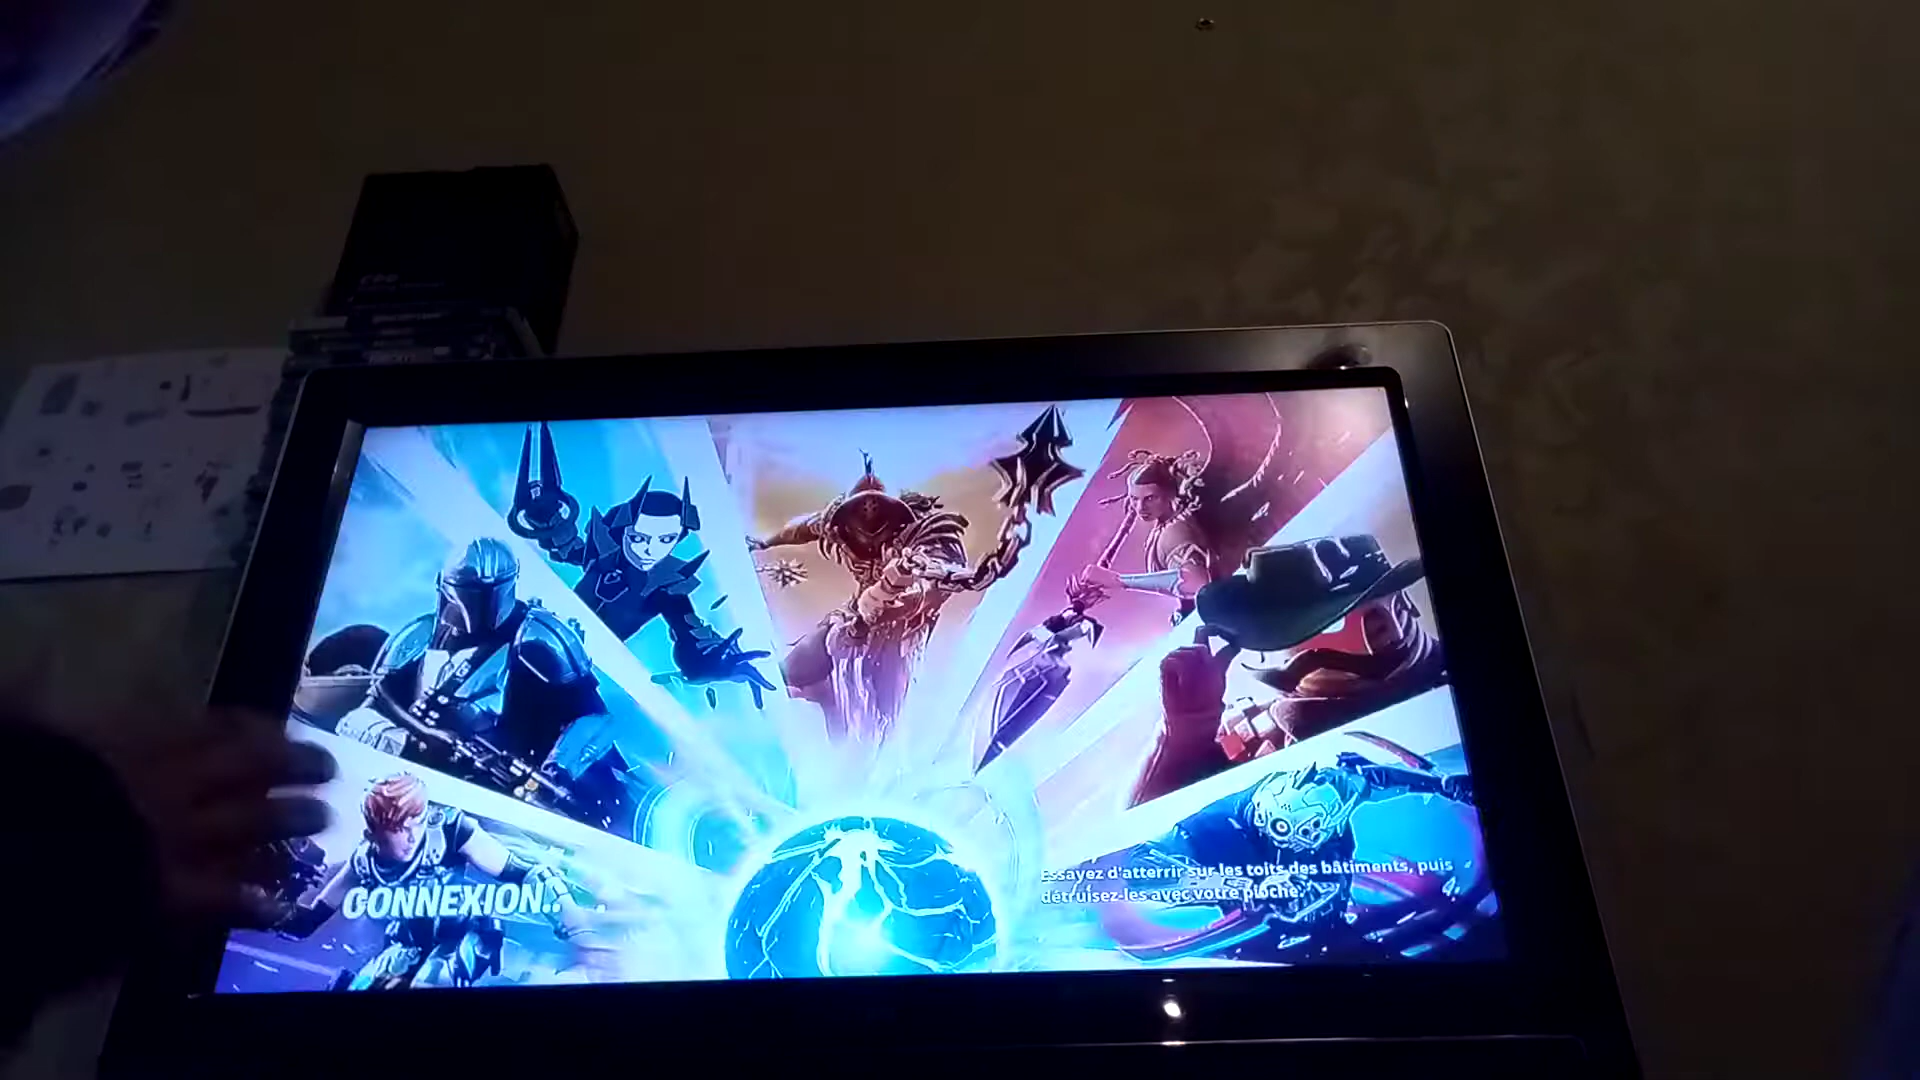 CONNEXION..
Essayez d'atterrir sur les toits des bâtiments, puis
détruisez-les avec votre pioche.